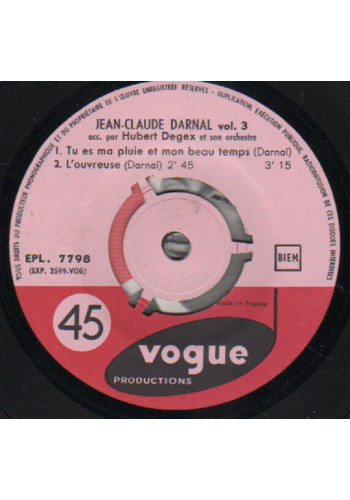 TOUS DROITS DU PRODUCTEUR PHONOGRAPHIQUE ET DU PROPRIÉTAIRE DE L'ŒUVRE ENREGISTRÉE RÉSERVÉS - DUPLICATION, EXÉCUTION PUBLIQUE, RADIODIFFUSION DE CES DISQUES INTERDITES
JEAN-CLAUDE DARNAL vol. 3
acc. par Hubert Degex et son orchestre
1. Tu es ma pluie et mon beau temps (Darnal)
3' 15
2. L'ouvreuse (Darnal) 2' 45
EPL. 7798
(EXP. 2599-VOG)
BIEM
Made in France
45
vogue
PRODUCTIONS